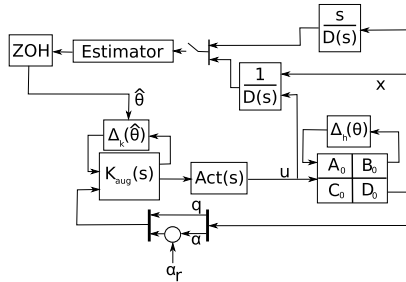 s
D(s)
ZOH
Estimator
1
D(s)
x
θ̂
Δk(θ̂)
Δh(θ)
Kaug(s)
Act(s)
u
A0 B0
C0 D0
q
α
αr